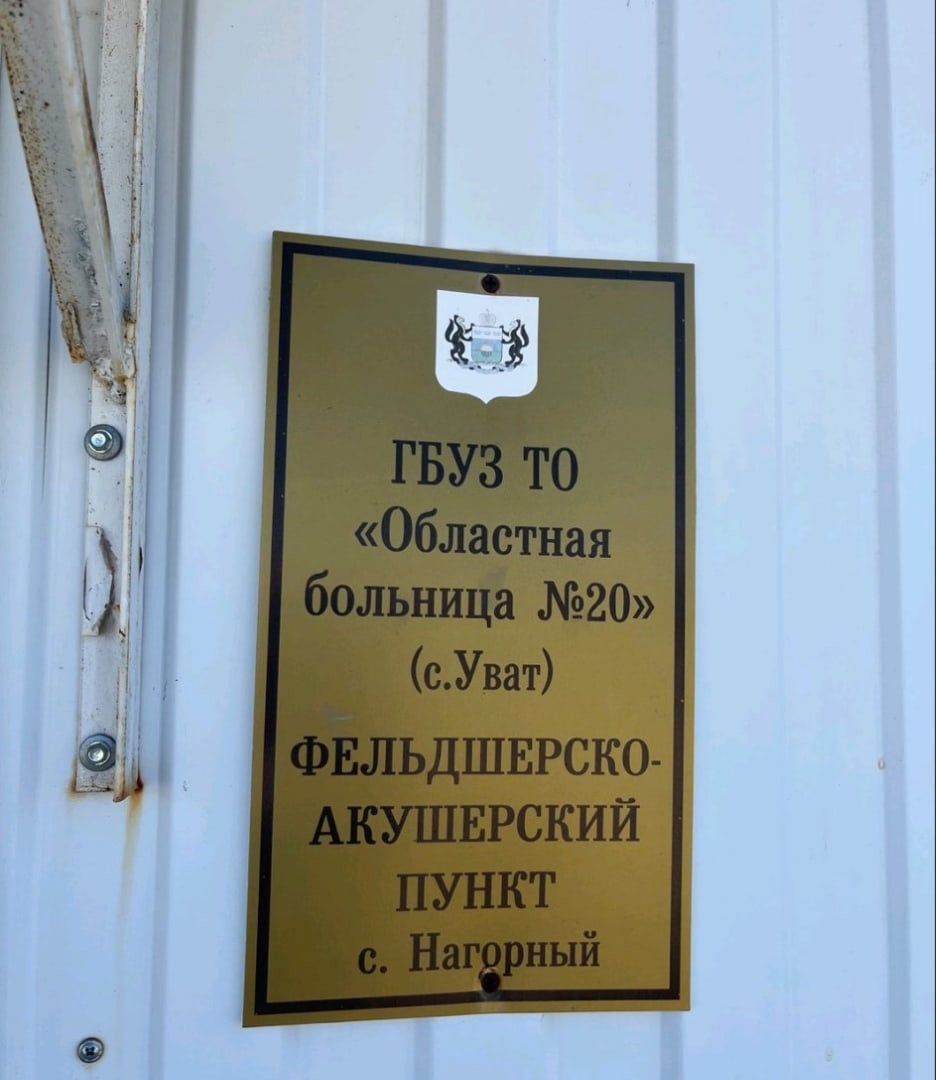 ГБУЗ ТО
«Областная
больница №20»
(с.Уват)
ФЕЛЬДШЕРСКО-
АКУШЕРСКИЙ
ПУНКТ
с. Нагорный